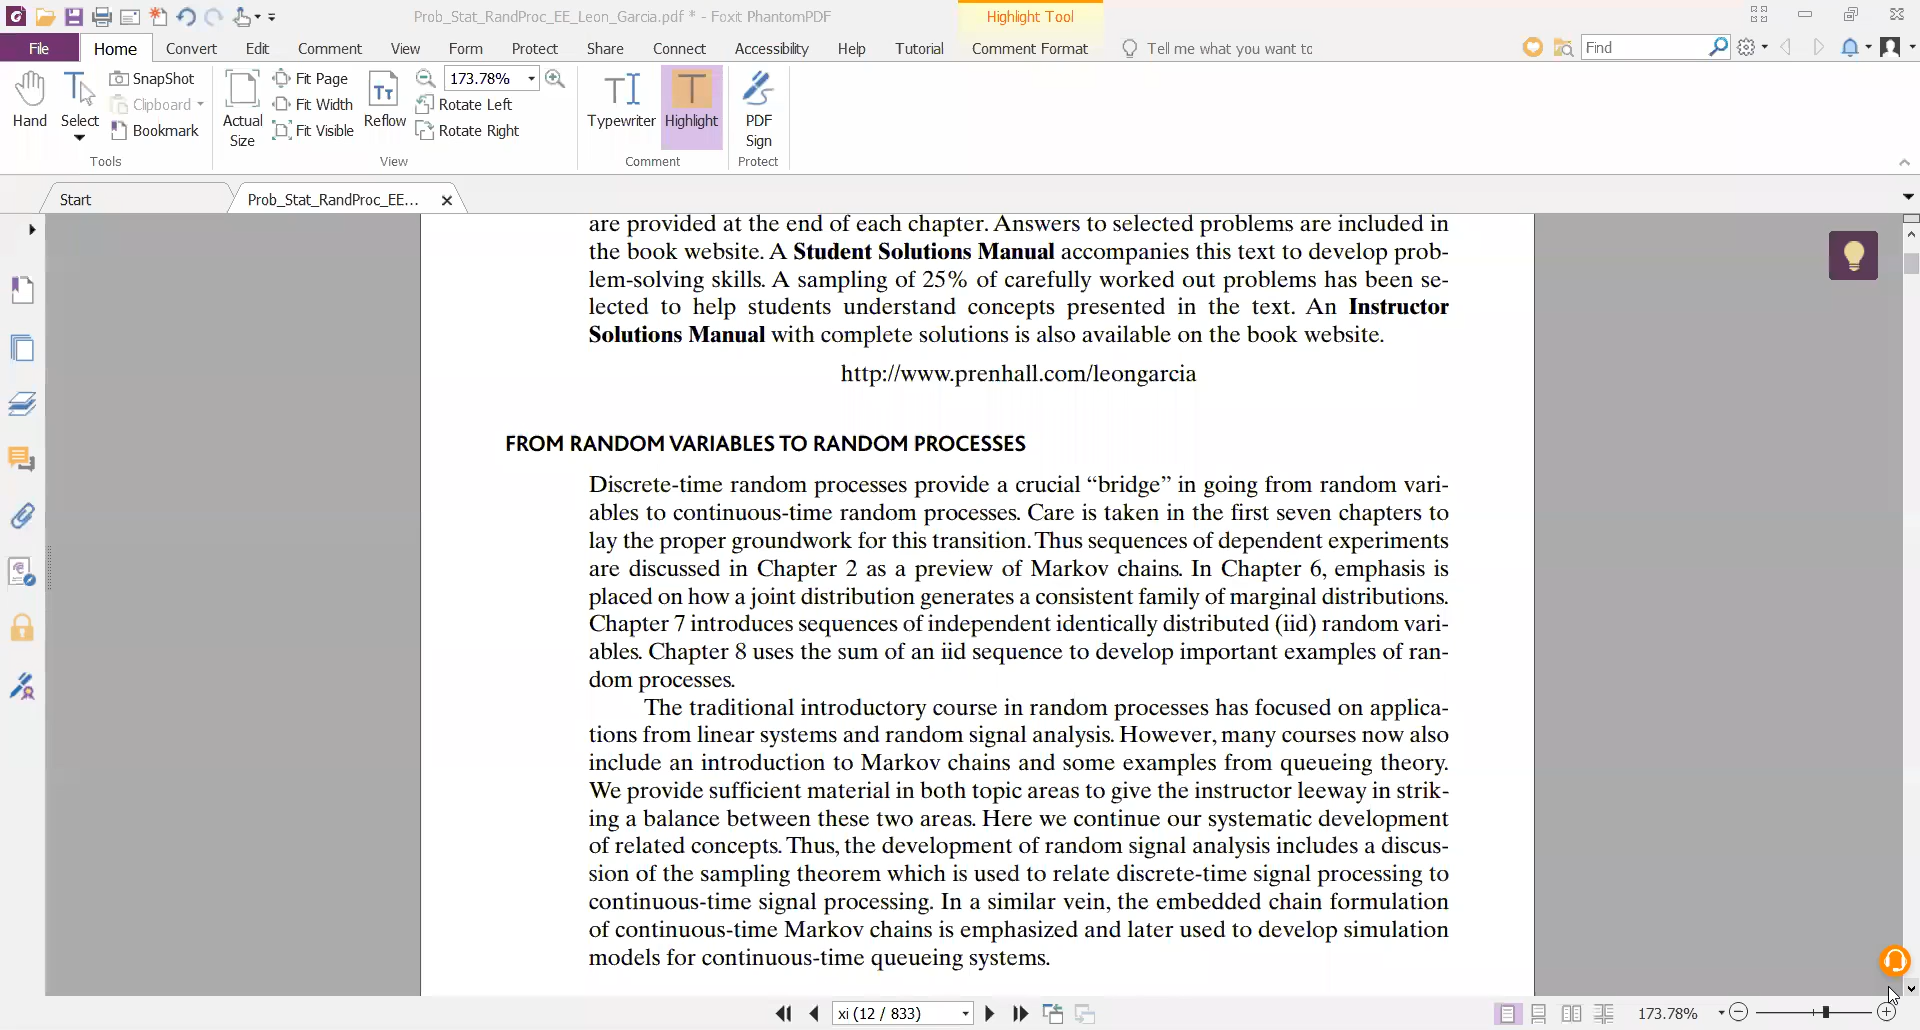 Prob_Stat_RandProc_EE_Leon_Garcia.pdf * - Foxit PhantomPDF
Highlight Tool
File Home Convert Edit Comment View Form Protect Share Connect Accessibility Help Tutorial Comment Format Tell me what you want to Find
Hand
Select
SnapShot
Clipboard
Bookmark
Tools
Actual Size
Fit Page
Fit Width
Fit Visible
Reflow
173.78%
Rotate Left
Rotate Right
View
Typewriter
Highlight
Comment
PDF Sign
Protect
Start
Prob_Stat_RandProc_EE...
are provided at the end of each chapter. Answers to selected problems are included in
the book website. A Student Solutions Manual accompanies this text to develop prob-
lem-solving skills. A sampling of 25% of carefully worked out problems has been se-
lected to help students understand concepts presented in the text. An Instructor
Solutions Manual with complete solutions is also available on the book website.
http://www.prenhall.com/leongarcia
FROM RANDOM VARIABLES TO RANDOM PROCESSES
Discrete-time random processes provide a crucial “bridge” in going from random vari-
ables to continuous-time random processes. Care is taken in the first seven chapters to
lay the proper groundwork for this transition. Thus sequences of dependent experiments
are discussed in Chapter 2 as a preview of Markov chains. In Chapter 6, emphasis is
placed on how a joint distribution generates a consistent family of marginal distributions.
Chapter 7 introduces sequences of independent identically distributed (iid) random vari-
ables. Chapter 8 uses the sum of an iid sequence to develop important examples of ran-
dom processes.
The traditional introductory course in random processes has focused on applica-
tions from linear systems and random signal analysis. However, many courses now also
include an introduction to Markov chains and some examples from queueing theory.
We provide sufficient material in both topic areas to give the instructor leeway in strik-
ing a balance between these two areas. Here we continue our systematic development
of related concepts. Thus, the development of random signal analysis includes a discus-
sion of the sampling theorem which is used to relate discrete-time signal processing to
continuous-time signal processing. In a similar vein, the embedded chain formulation
of continuous-time Markov chains is emphasized and later used to develop simulation
models for continuous-time queueing systems.
xi (12 / 833)
173.78%